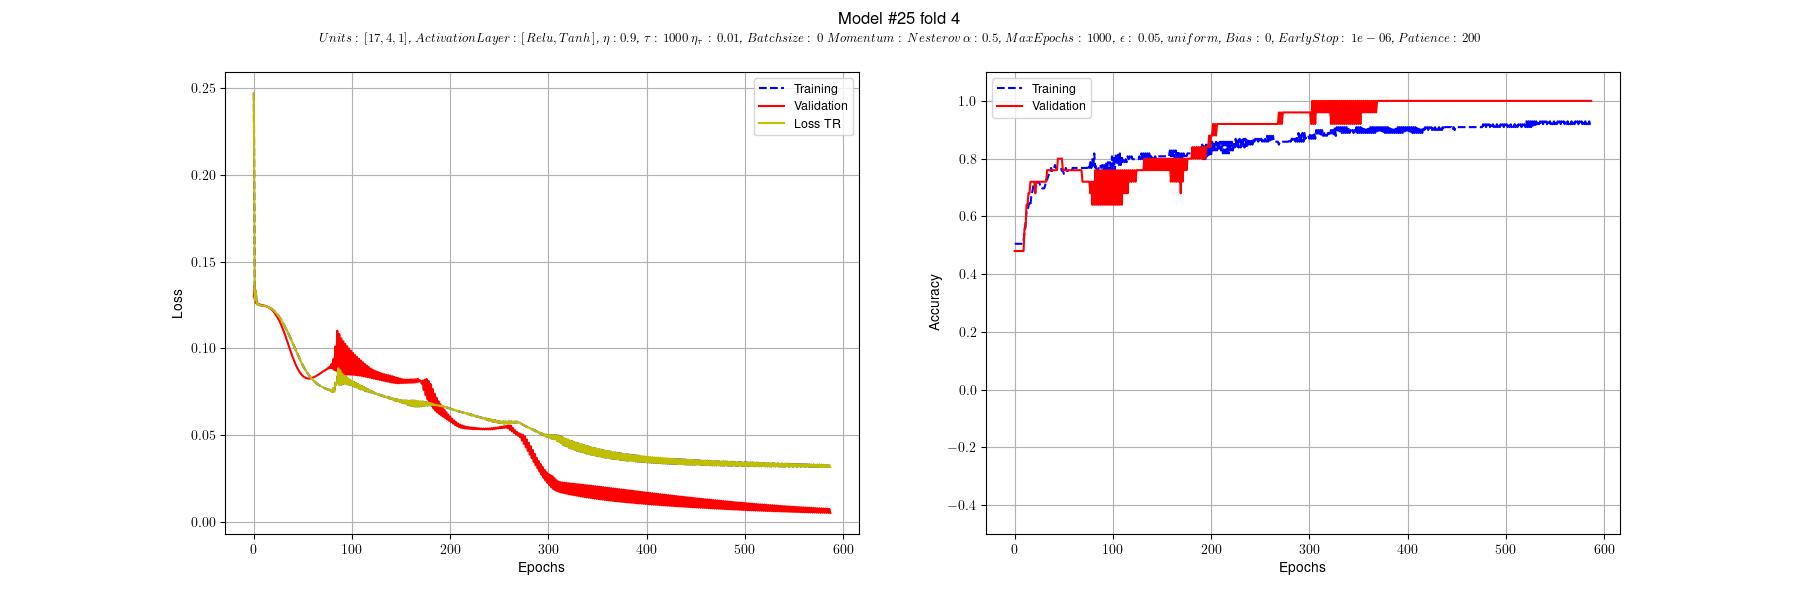 Model #25 fold 4
Units : [17, 4, 1], ActivationLayer : [Relu, Tanh], η : 0.9, τ : 1000 ητ : 0.01, Batchsize : 0 Momentum : Nesterov α : 0.5, MaxEpochs : 1000, ϵ : 0.05, uniform, Bias : 0, EarlyStop : 1e − 06, Patience : 200
Loss
0.25
0.20
0.15
0.10
0.05
0.00
Training
Validation
Loss TR
0 100 200 300 400 500 600
Epochs
Accuracy
1.0
0.8
0.6
0.4
0.2
0.0
−0.2
−0.4
Training
Validation
0 100 200 300 400 500 600
Epochs